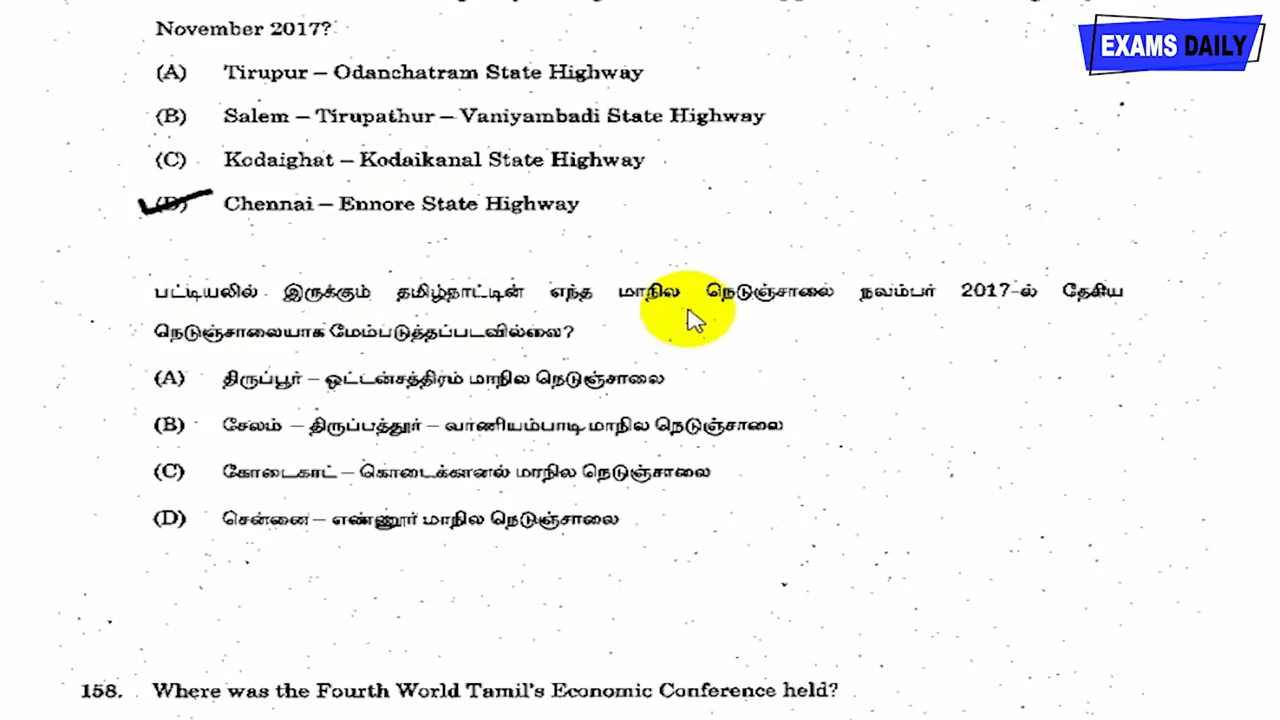 November 2017?
EXAMS DAILY
(A) Tirupur – Odanchatram State Highway
(B) Salem – Tirupathur – Vaniyambadi State Highway
(C) Kodaighat – Kodaikanal State Highway
(D) Chennai – Ennore State Highway
பட்டியலில் இருக்கும் தமிழ்நாட்டின் எந்த மாநில நெடுஞ்சாலை நவம்பர் 2017-ல் தேசிய
நெடுஞ்சாலையாக மேம்படுத்தப்படவில்லை?
(A) திருப்பூர் – ஒட்டன்சத்திரம் மாநில நெடுஞ்சாலை
(B) சேலம் – திருப்பத்தூர் – வாணியம்பாடி மாநில நெடுஞ்சாலை
(C) கோடைகாட் – கொடைக்கானல் மாநில நெடுஞ்சாலை
(D) சென்னை – எண்ணூர் மாநில நெடுஞ்சாலை
158. Where was the Fourth World Tamil's Economic Conference held?